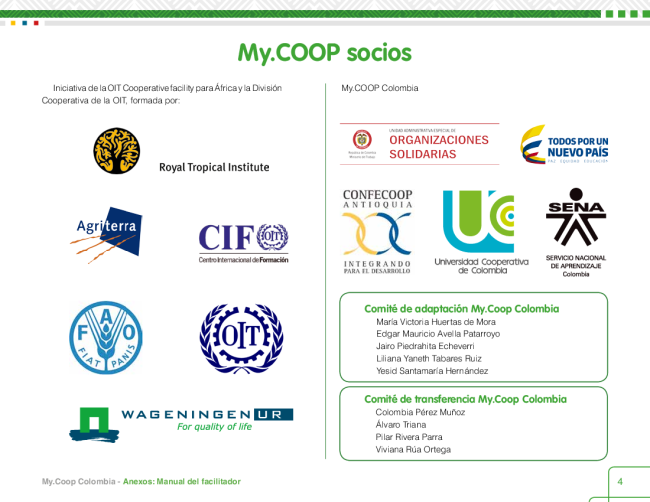 My.COOP socios
Iniciativa de la OIT Cooperative facility para África y la División
Cooperativa de la OIT, formada por:
Royal Tropical Institute
Agriterra
CIF OIT
Centro Internacional de Formación
FAO
FIAT PANIS
OIT
WAGENINGEN UR
For quality of life
My.COOP Colombia
UNIDAD ADMINISTRATIVA ESPECIAL DE
ORGANIZACIONES
SOLIDARIAS
TODOS POR UN
NUEVO PAÍS
PAZ EQUIDAD EDUCACIÓN
CONFECOOP
ANTIOQUIA
INTEGRANDO
PARA EL DESARROLLO
Universidad Cooperativa
de Colombia
SENA
SERVICIO NACIONAL
DE APRENDIZAJE
Colombia
Comité de adaptación My.Coop Colombia
María Victoria Huertas de Mora
Edgar Mauricio Avella Patarroyo
Jairo Piedrahita Echeverri
Liliana Yaneth Tabares Ruiz
Yesid Santamaría Hernández
Comité de transferencia My.Coop Colombia
Colombia Pérez Muñoz
Álvaro Triana
Pilar Rivera Parra
Viviana Rúa Ortega
My.Coop Colombia - Anexos: Manual del facilitador
4